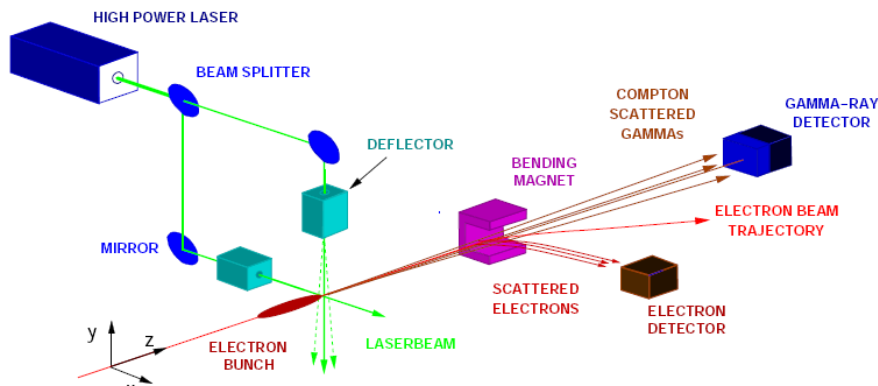 HIGH POWER LASER
BEAM SPLITTER
COMPTON
SCATTERED
GAMMAs
GAMMA-RAY
DETECTOR
DEFLECTOR
BENDING
MAGNET
ELECTRON BEAM
TRAJECTORY
MIRROR
SCATTERED
ELECTRONS
ELECTRON
DETECTOR
y
z
ELECTRON
BUNCH
LASERBEAM